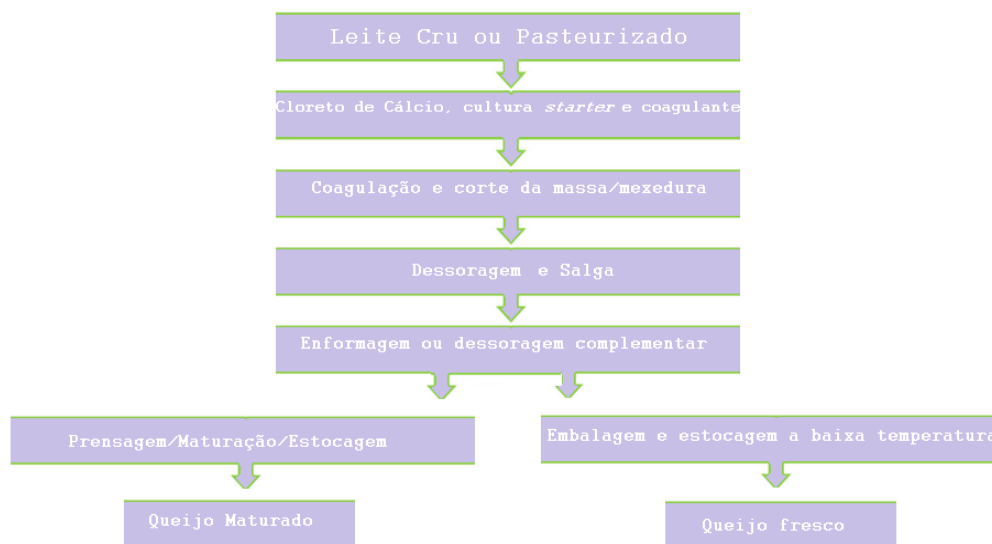 Leite Cru ou Pasteurizado
Cloreto de Cálcio, cultura starter e coagulante
Coagulação e corte da massa/mexedura
Dessoragem e Salga
Enformagem ou dessoragem complementar
Prensagem/Maturação/Estocagem
Embalagem e estocagem a baixa temperatura
Queijo Maturado
Queijo fresco